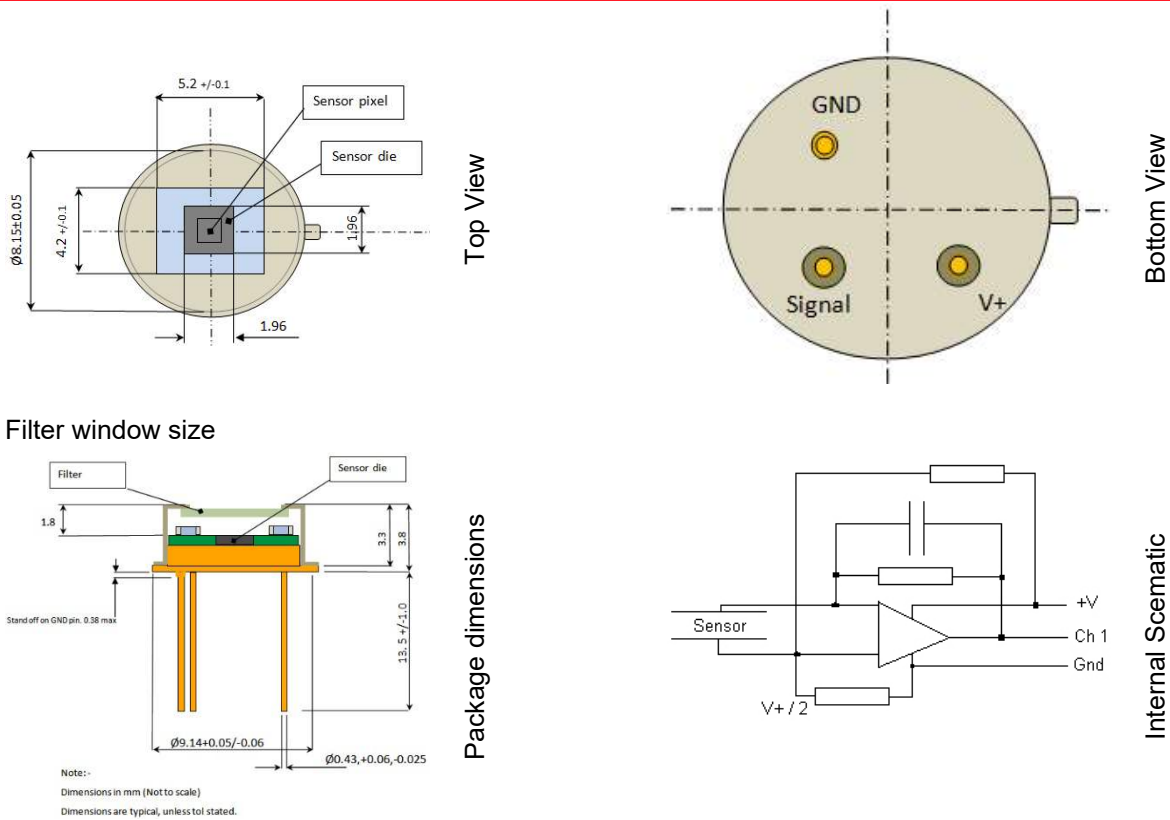 5.2 +/-0.1
Sensor pixel
Sensor die
Ø8.15±0.05
4.2 +/-0.1
1.96
1.96
Top View
GND
Signal
V+
Bottom View
Filter window size
Filter
Sensor die
1.8
3.3
3.8
Stand off on GND pin. 0.38 max
13.5 +/-1.0
Ø9.14+0.05/-0.06
Ø0.43,+0.06,-0.025
Package dimensions
Note:-
Dimensions in mm (Not to scale)
Dimensions are typical, unless tol stated.
Sensor
+V
Ch 1
Gnd
V+ / 2
Internal Scematic